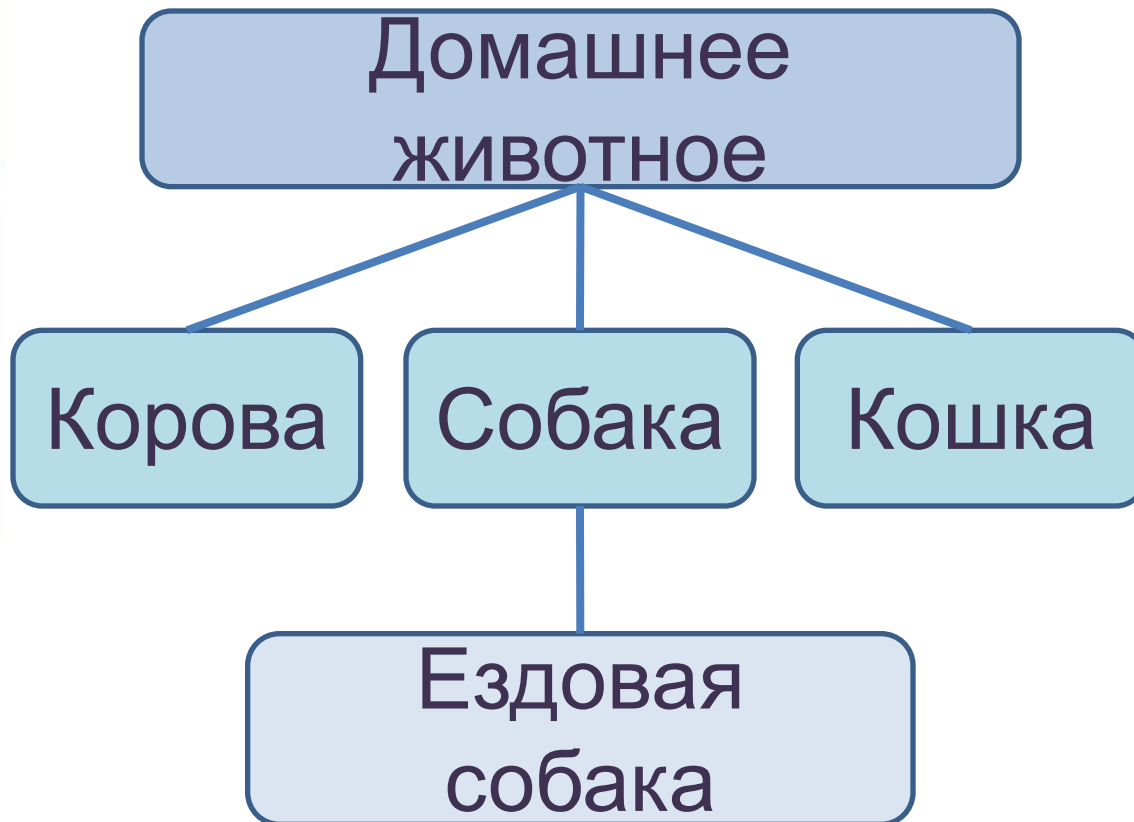 Домашнее
животное
Корова
Собака
Кошка
Ездовая
собака